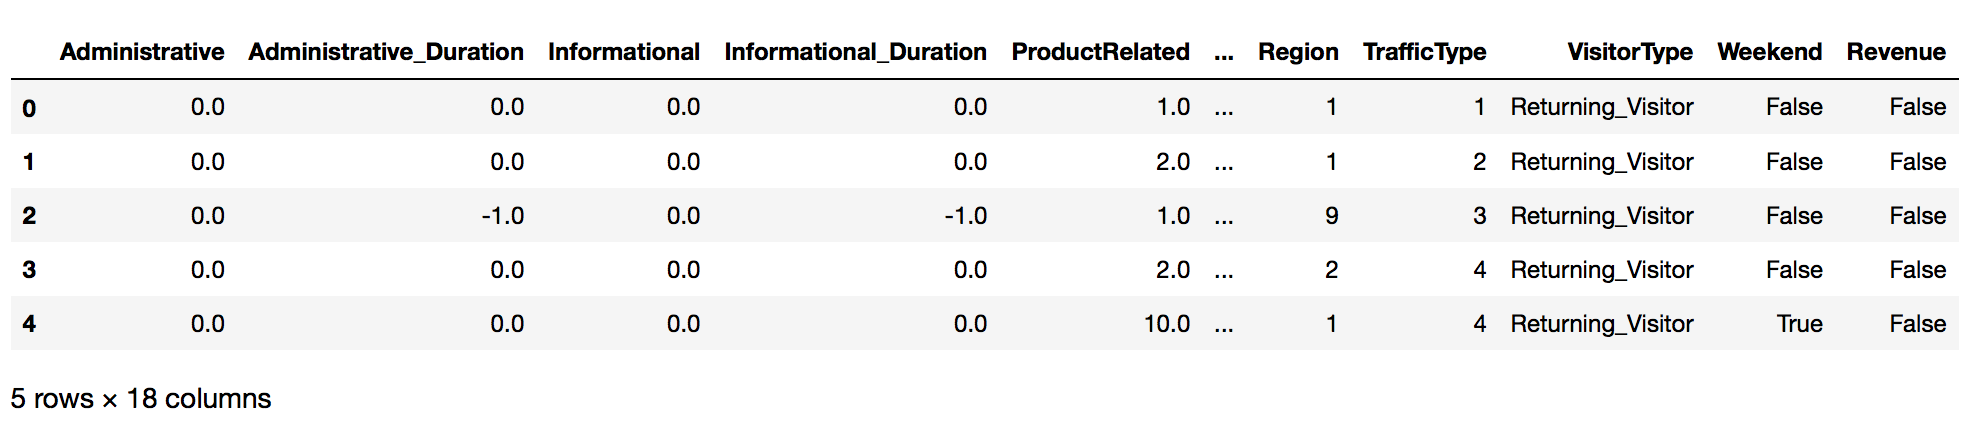 Administrative Administrative_Duration Informational Informational_Duration ProductRelated ... Region TrafficType VisitorType Weekend Revenue
0 0.0 0.0 0.0 0.0 1.0 ... 1 1 Returning_Visitor False False
1 0.0 0.0 0.0 0.0 2.0 ... 1 2 Returning_Visitor False False
2 0.0 -1.0 0.0 -1.0 1.0 ... 9 3 Returning_Visitor False False
3 0.0 0.0 0.0 0.0 2.0 ... 2 4 Returning_Visitor False False
4 0.0 0.0 0.0 0.0 10.0 ... 1 4 Returning_Visitor True False
5 rows × 18 columns